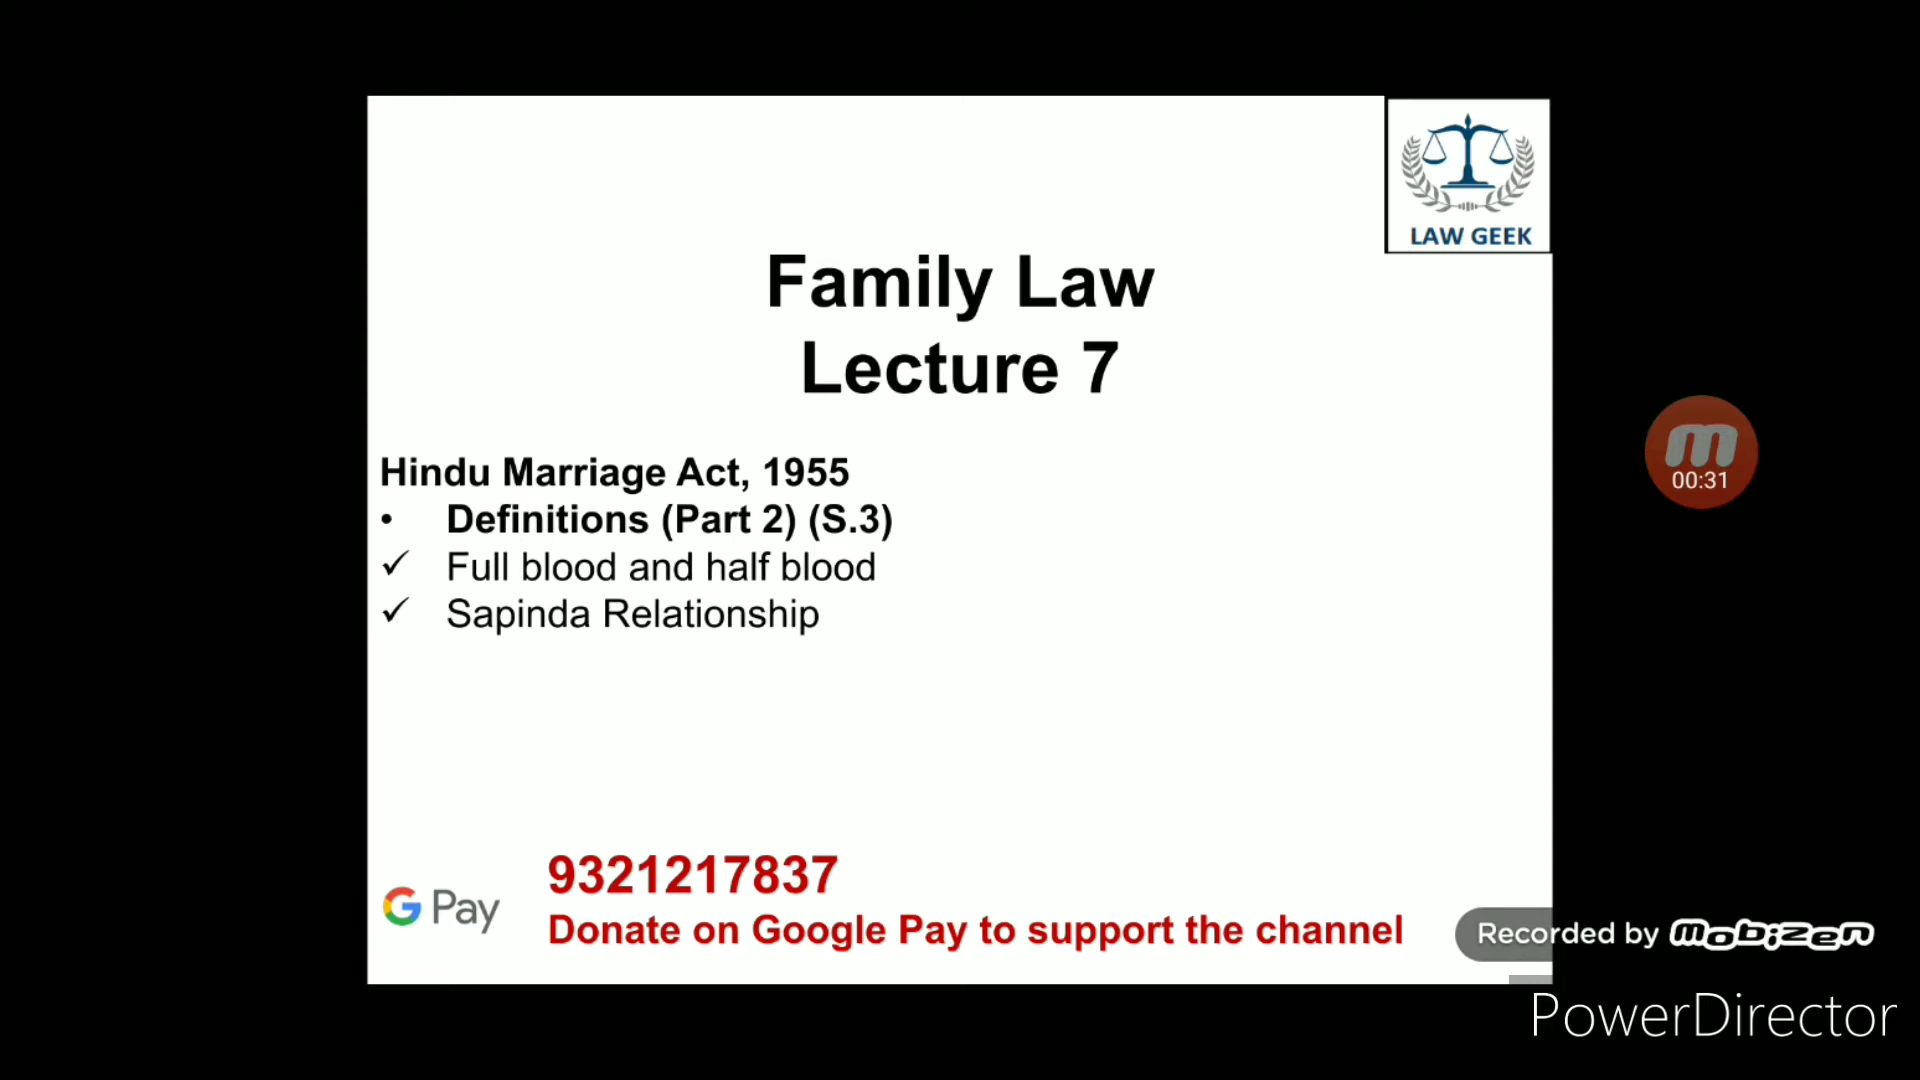 LAW GEEK
Family Law
Lecture 7
Hindu Marriage Act, 1955
• Definitions (Part 2) (S.3)
✓ Full blood and half blood
✓ Sapinda Relationship
00:31
9321217837
G Pay
Donate on Google Pay to support the channel
Recorded by mobizen
PowerDirector